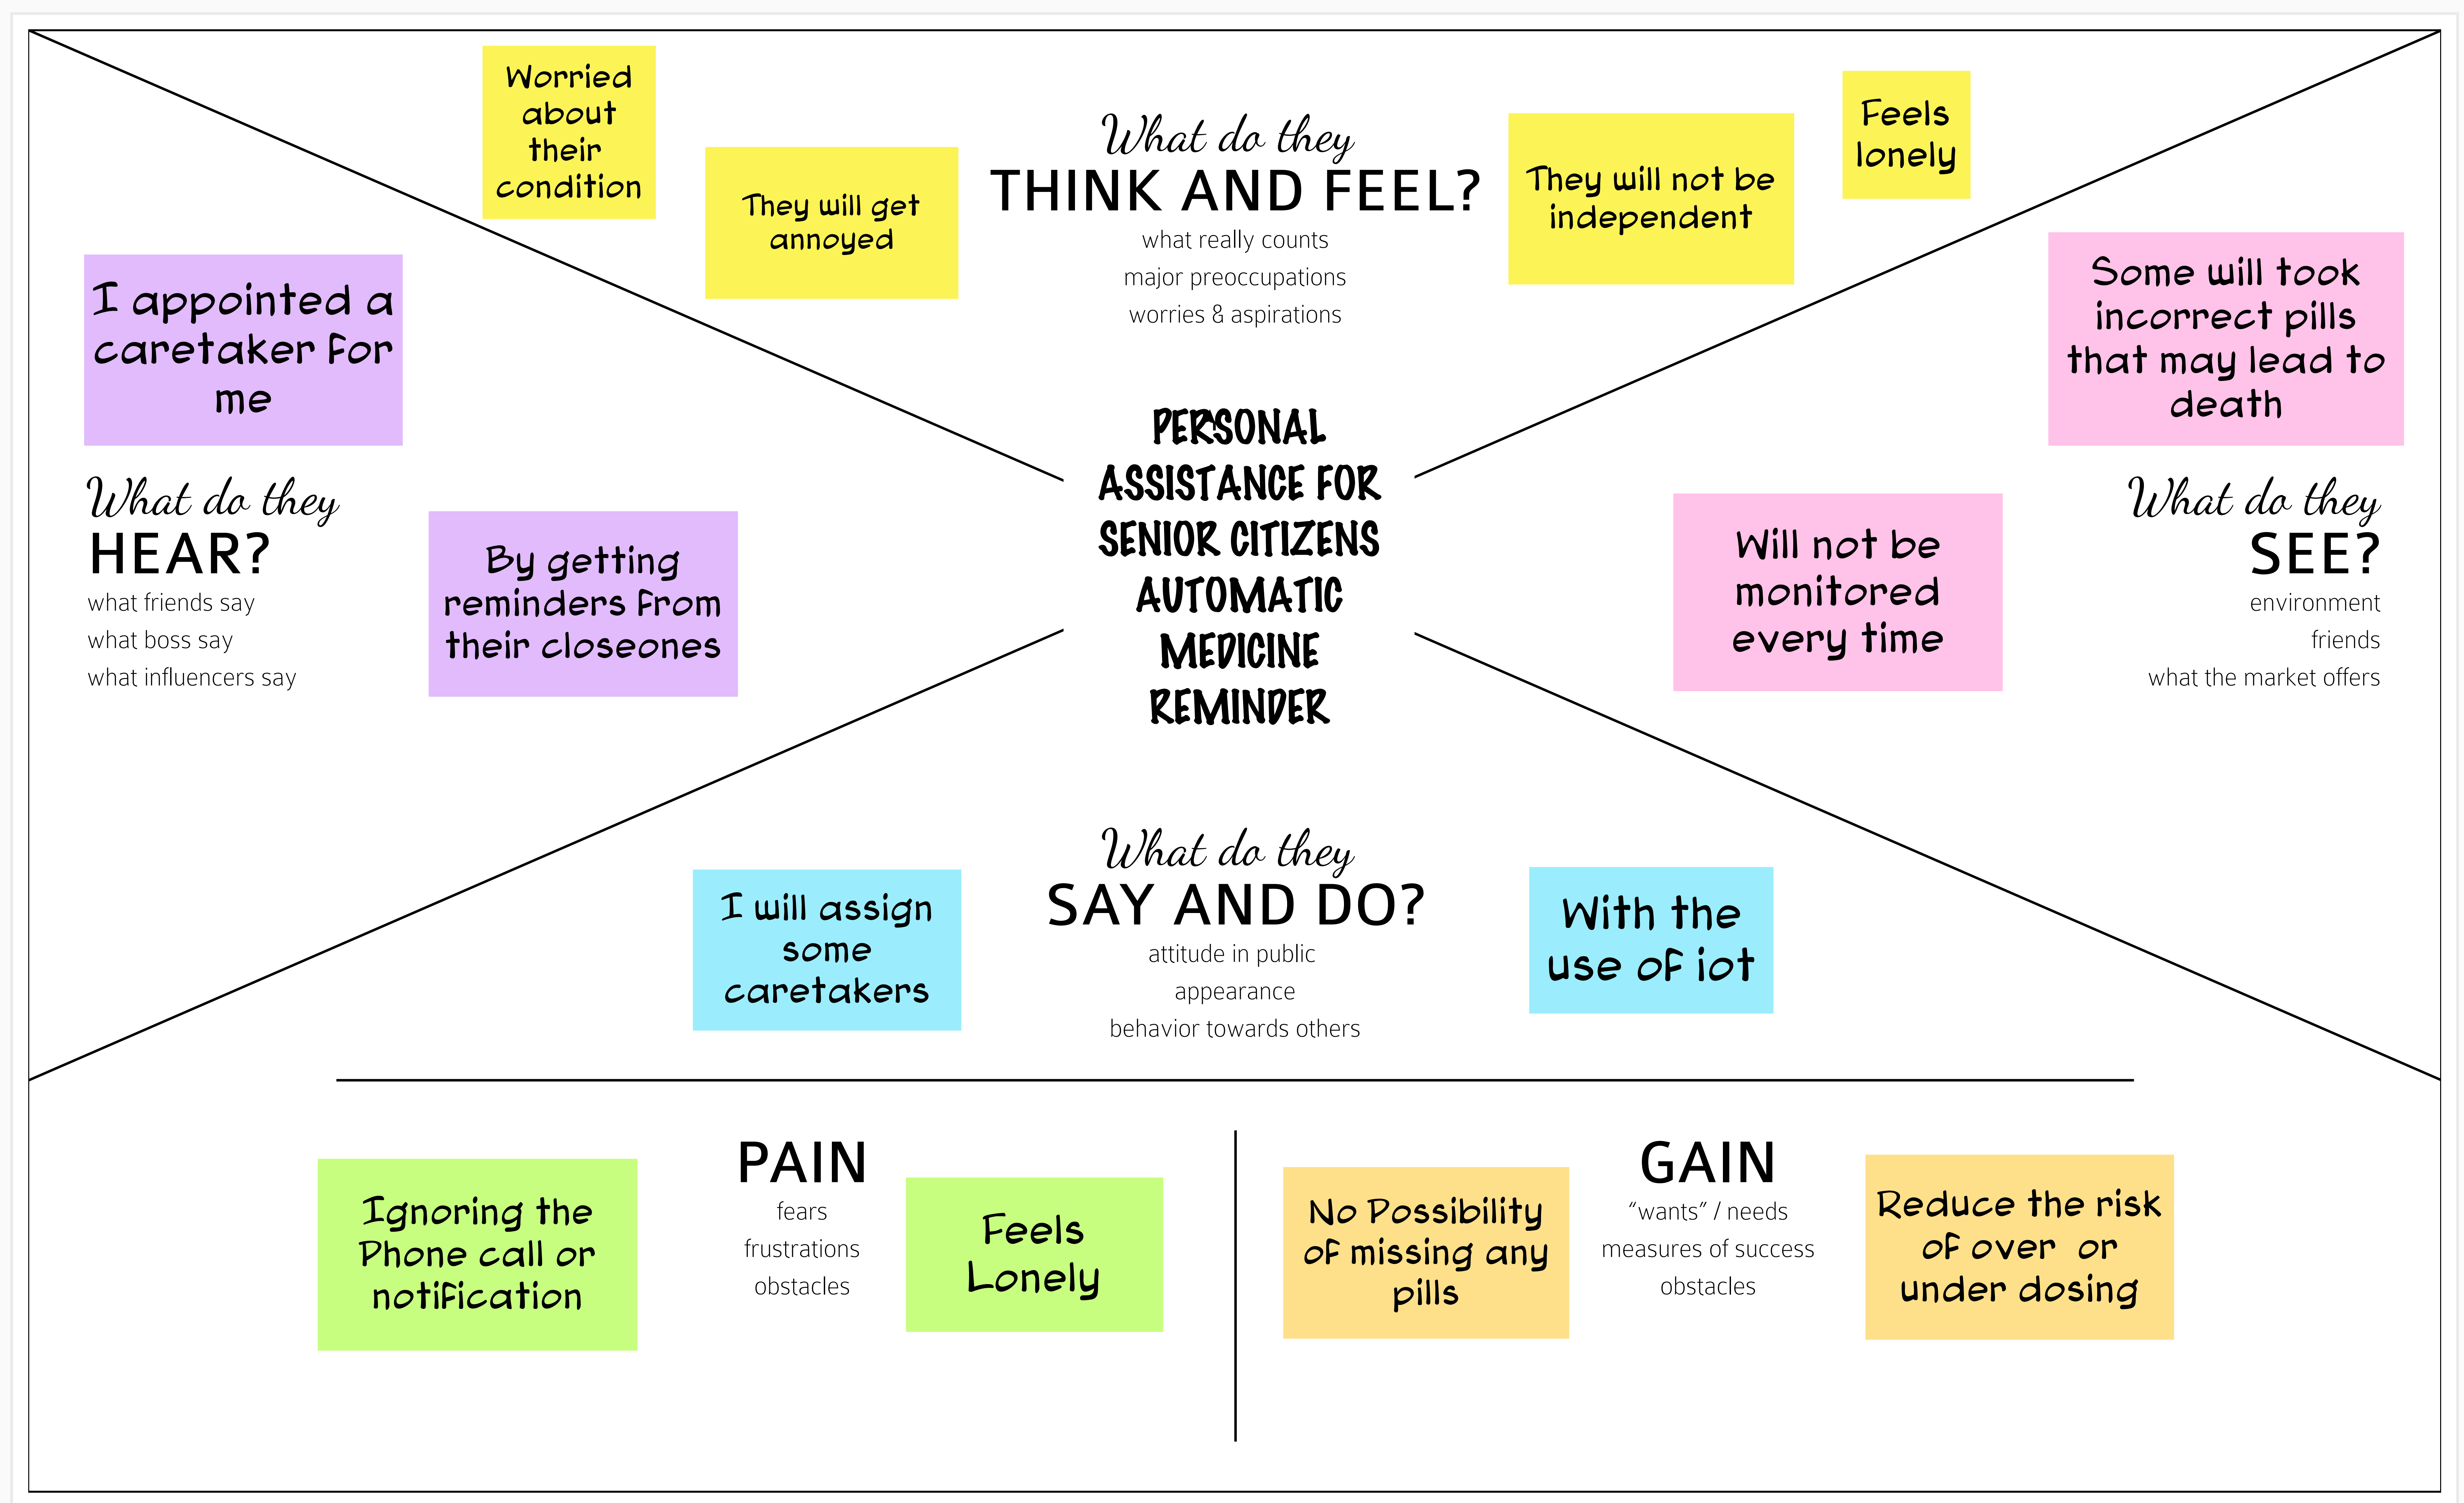 Worried
about
their
condition
They will get
annoyed
What do they
THINK AND FEEL?
what really counts
major preoccupations
worries & aspirations
They will not be
independent
Feels
lonely
I appointed a
caretaker for
me
What do they
HEAR?
what friends say
what boss say
what influencers say
By getting
reminders from
their closeones
PERSONAL
ASSISTANCE FOR
SENIOR CITIZENS
AUTOMATIC
MEDICINE
REMINDER
Some will took
incorrect pills
that may lead to
death
Will not be
monitored
every time
What do they
SEE?
environment
friends
what the market offers
I will assign
some
caretakers
What do they
SAY AND DO?
attitude in public
appearance
behavior towards others
With the
use of iot
Ignoring the
Phone call or
notification
PAIN
fears
frustrations
obstacles
Feels
Lonely
No Possibility
of missing any
pills
GAIN
“wants” / needs
measures of success
obstacles
Reduce the risk
of over or
under dosing